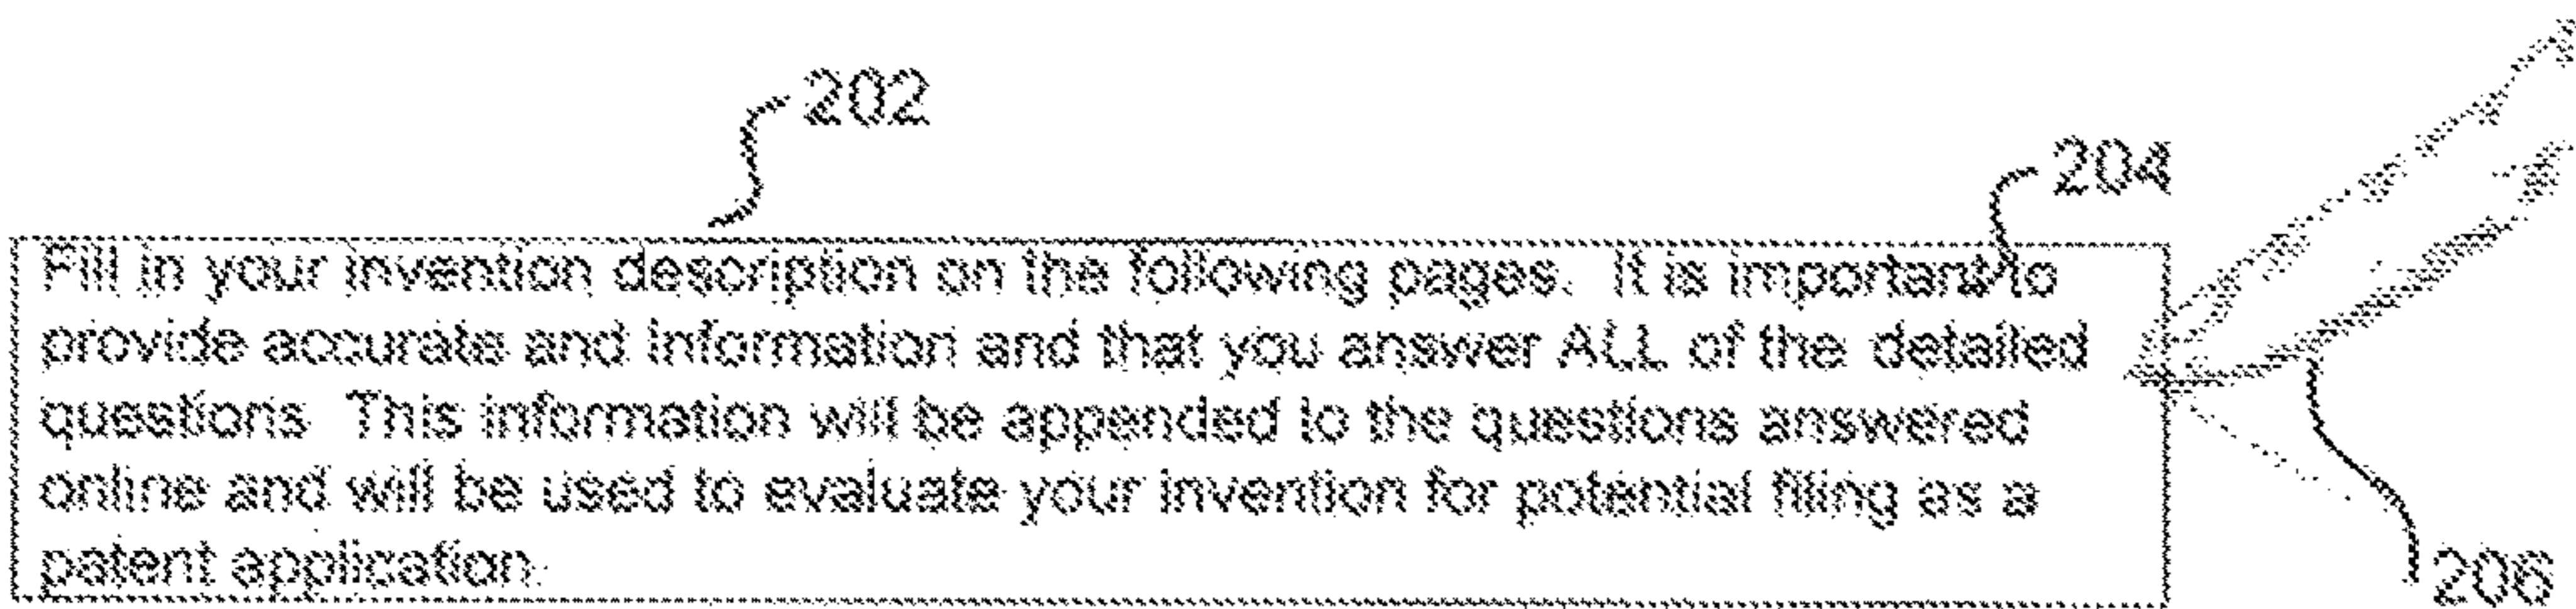 202
204
Fill in your invention description on the following pages. It is important to
provide accurate and information and that you answer ALL of the detailed
questions. This information will be appended to the questions answered
online and will be used to evaluate your invention for potential filing as a
patent application.
206